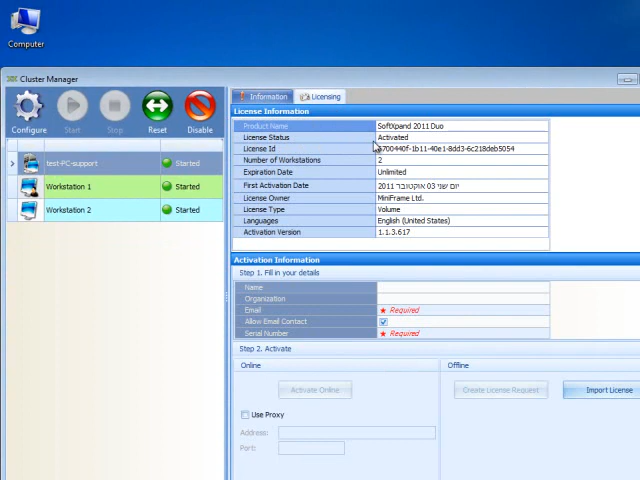 Computer
Cluster Manager
Configure
Start
Stop
Reset
Disable
test-PC-support
Started
Workstation 1
Started
Workstation 2
Started
Information
Licensing
License Information
Product Name
SoftXpand 2011 Duo
License Status
Activated
License Id
6700440f-1b11-40e1-8dd3-6c218deb5054
Number of Workstations
2
Expiration Date
Unlimited
First Activation Date
יום שני 03 אוקטובר 2011
License Owner
MiniFrame Ltd.
License Type
Volume
Languages
English (United States)
Activation Version
1.1.3.617
Activation Information
Step 1. Fill in your details
Name
Organization
Email
Required
Allow Email Contact
Serial Number
Required
Step 2. Activate
Online
Offline
Activate Online
Create License Request
Import License
Use Proxy
Address:
Port: